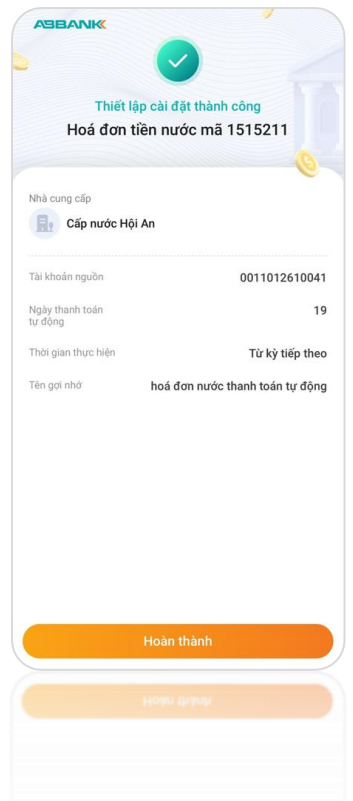 ABBANK
Thiết lập cài đặt thành công
Hoá đơn tiền nước mã 1515211
Nhà cung cấp
Cấp nước Hội An
Tài khoản nguồn 0011012610041
Ngày thanh toán 19
tự động
Thời gian thực hiện Từ kỳ tiếp theo
Tên gợi nhớ hoá đơn nước thanh toán tự động
Hoàn thành
Hoàn thành